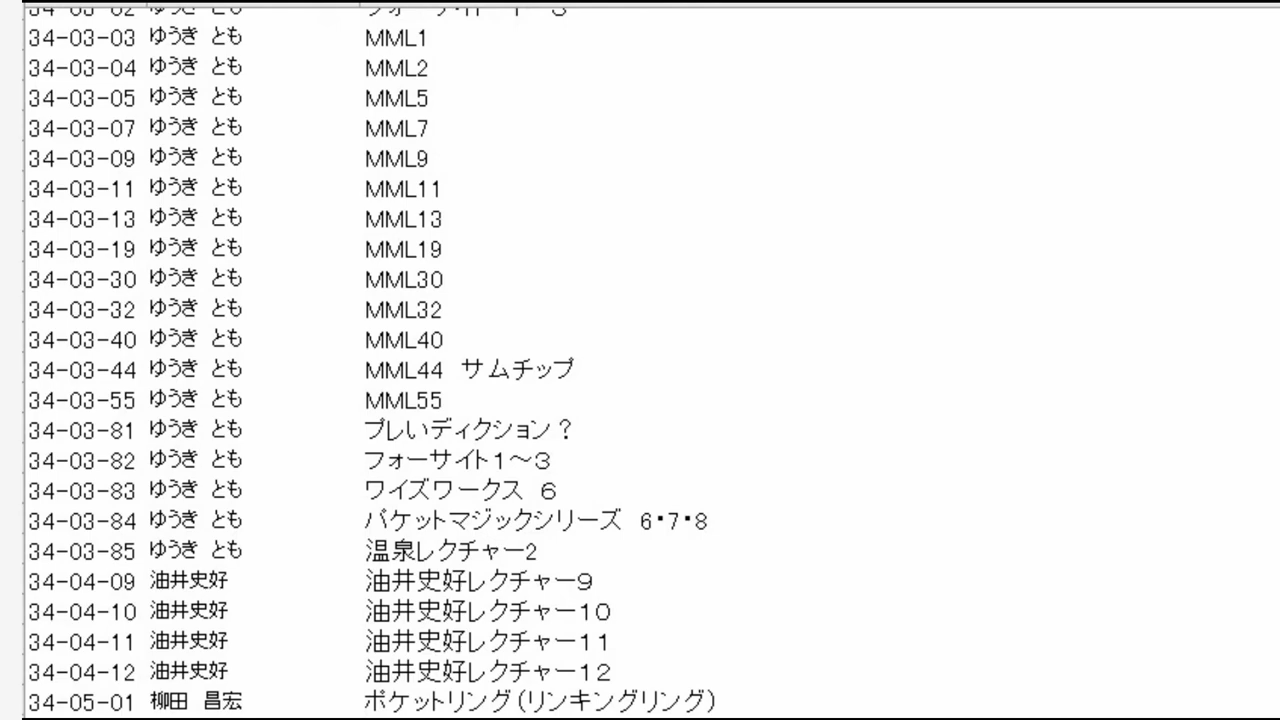 34-03-03 ゆうき とも MML1
34-03-04 ゆうき とも MML2
34-03-05 ゆうき とも MML5
34-03-07 ゆうき とも MML7
34-03-09 ゆうき とも MML9
34-03-11 ゆうき とも MML11
34-03-13 ゆうき とも MML13
34-03-19 ゆうき とも MML19
34-03-30 ゆうき とも MML30
34-03-32 ゆうき とも MML32
34-03-40 ゆうき とも MML40
34-03-44 ゆうき とも MML44 サムチップ
34-03-55 ゆうき とも MML55
34-03-81 ゆうき とも プレいディクション？
34-03-82 ゆうき とも フォーサイト１～３
34-03-83 ゆうき とも ワイズワークス ６
34-03-84 ゆうき とも パケットマジックシリーズ 6・7・8
34-03-85 ゆうき とも 温泉レクチャー2
34-04-09 油井史好 油井史好レクチャー９
34-04-10 油井史好 油井史好レクチャー10
34-04-11 油井史好 油井史好レクチャー11
34-04-12 油井史好 油井史好レクチャー12
34-05-01 柳田 昌宏 ポケットリング(リンキングリング)